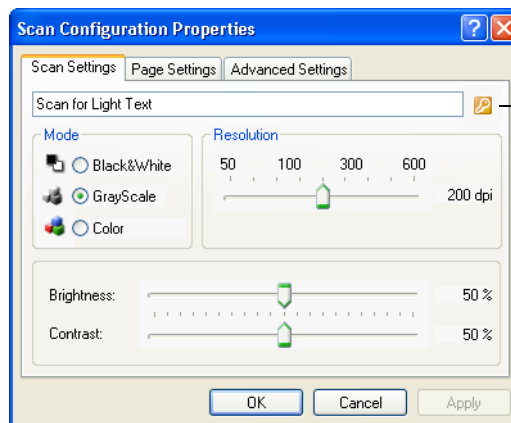 Scan Configuration Properties
Scan Settings Page Settings Advanced Settings
Scan for Light Text
Mode Resolution
Black&White 50 100 300 600
GrayScale 200 dpi
Color
Brightness: 50 %
Contrast: 50 %
OK Cancel Apply